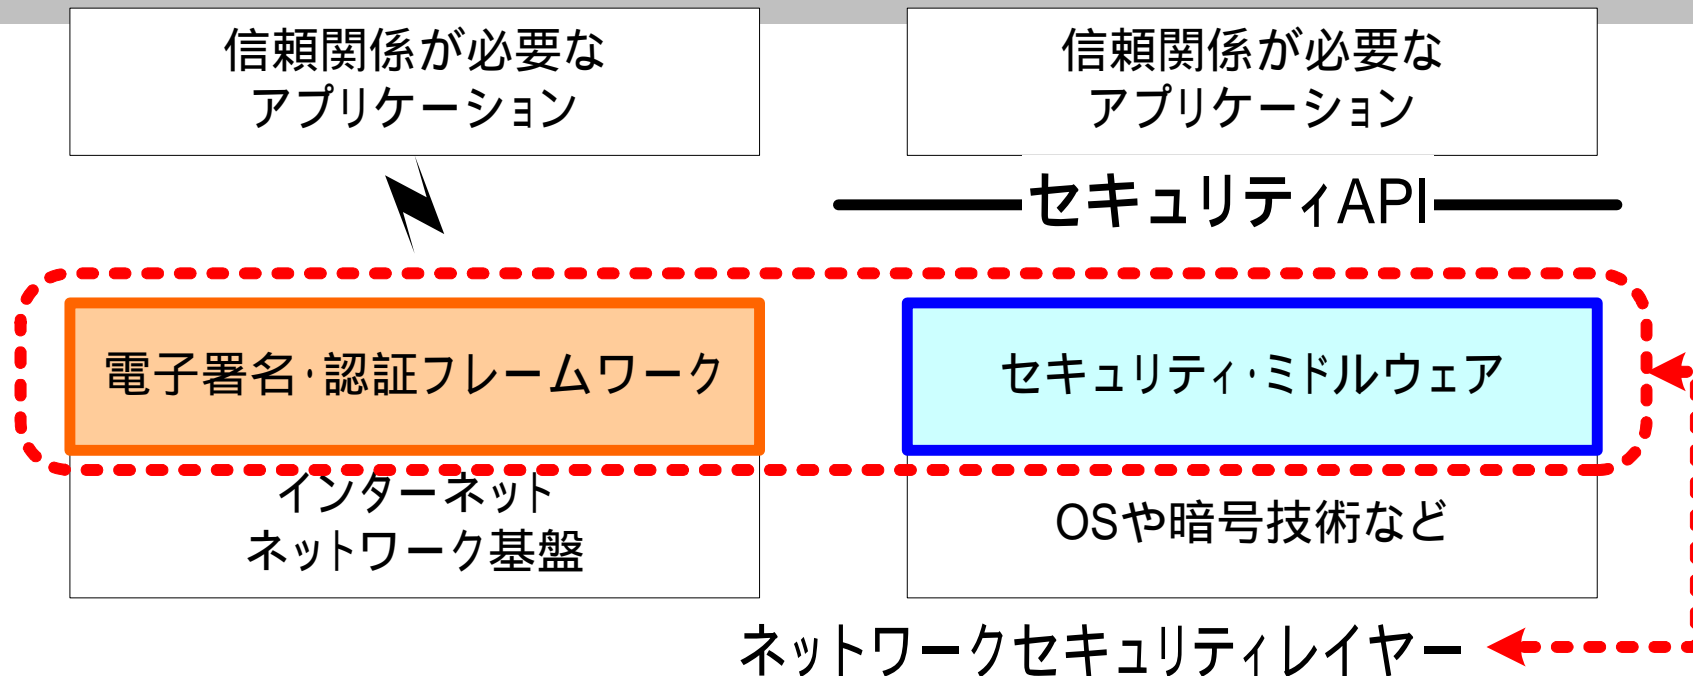 信頼関係が必要な
アプリケーション
信頼関係が必要な
アプリケーション
セキュリティAPI
電子署名・認証フレームワーク
セキュリティ・ミドルウェア
インターネット
ネットワーク基盤
OSや暗号技術など
ネットワークセキュリティレイヤー